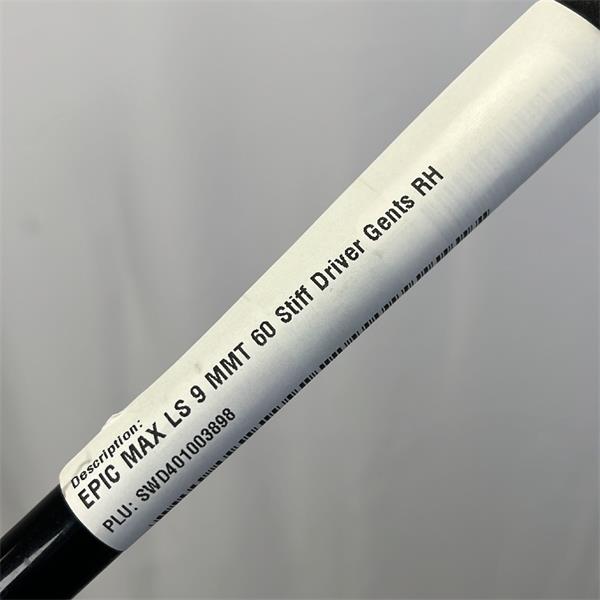 Description:
EPIC MAX LS 9 MMT 60 Stiff Driver Gents RH
PLU: SWD401003898